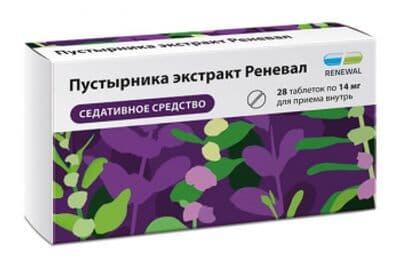 Пустырника экстракт Реневал
СЕДАТИВНОЕ СРЕДСТВО
RENEWAL
28 таблеток по 14 мг
для приема внутрь